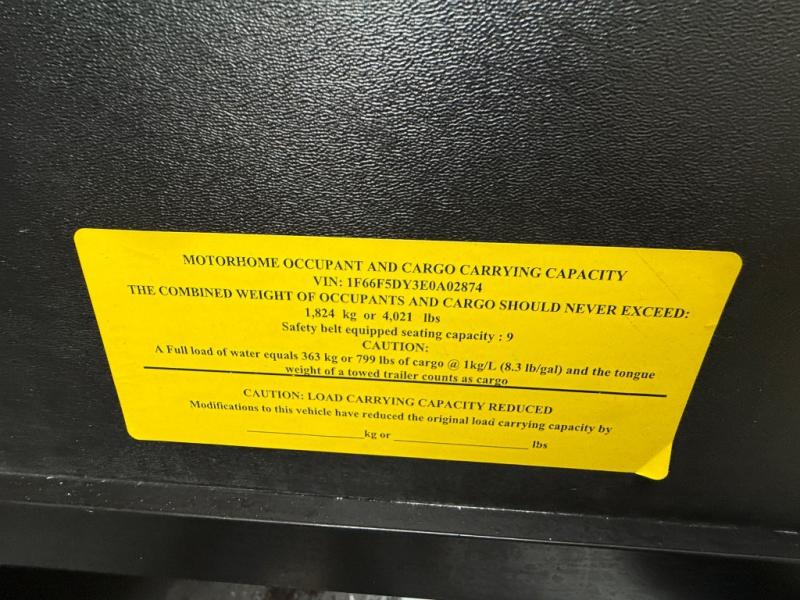 MOTORHOME OCCUPANT AND CARGO CARRYING CAPACITY
VIN: 1F66F5DY3E0A02874
THE COMBINED WEIGHT OF OCCUPANTS AND CARGO SHOULD NEVER EXCEED:
1,824 kg or 4,021 lbs
Safety belt equipped seating capacity : 9
CAUTION:
A Full load of water equals 363 kg or 799 lbs of cargo @ 1kg/L (8.3 lb/gal) and the tongue
weight of a towed trailer counts as cargo
CAUTION: LOAD CARRYING CAPACITY REDUCED
Modifications to this vehicle have reduced the original load carrying capacity by
____________________kg or ________________________ lbs